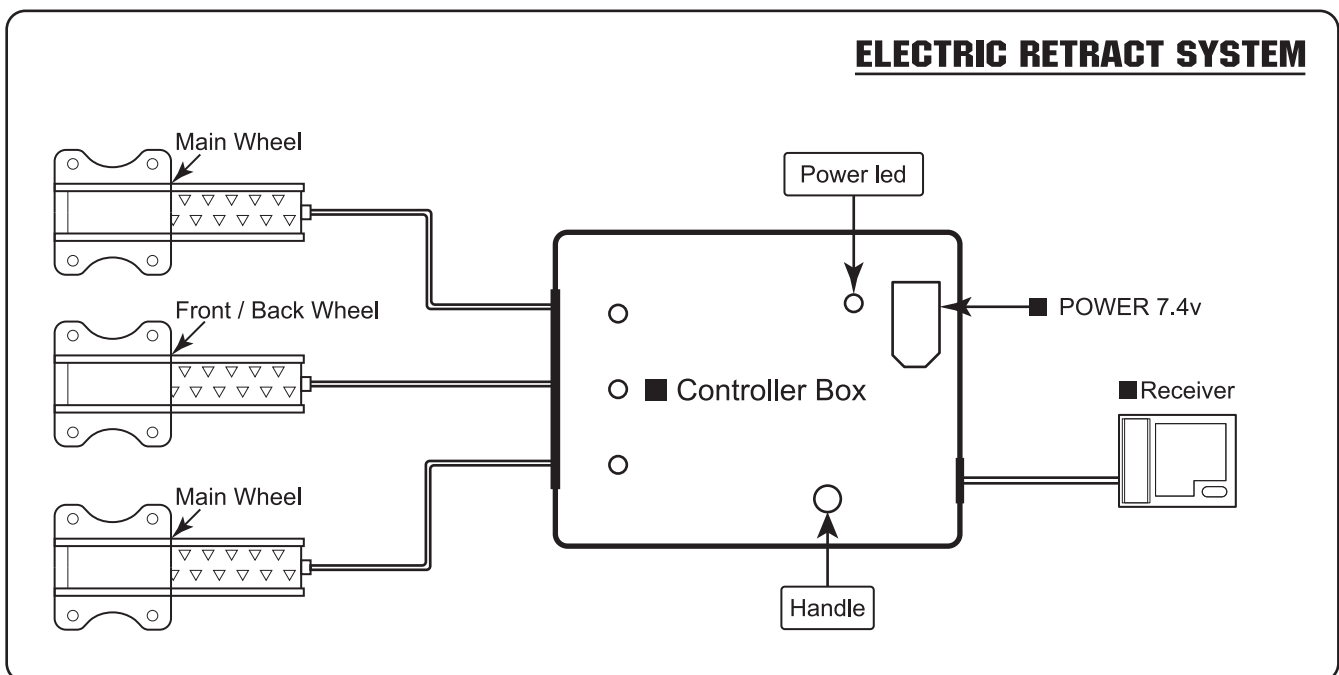 ELECTRIC RETRACT SYSTEM
Main Wheel
Power led
Front / Back Wheel
POWER 7.4v
Controller Box
Receiver
Main Wheel
Handle